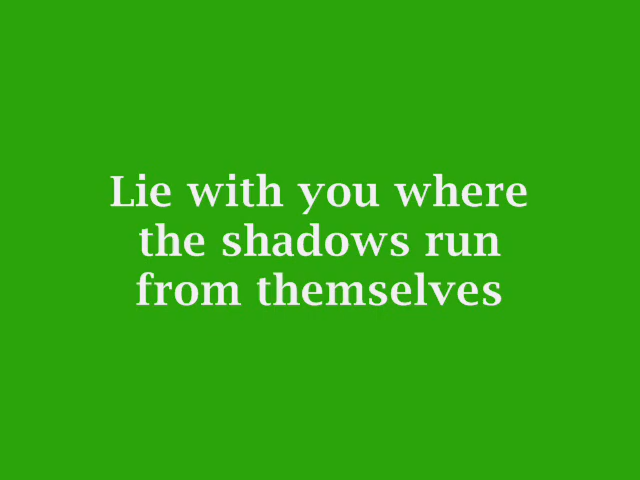 Lie with you where
the shadows run
from themselves